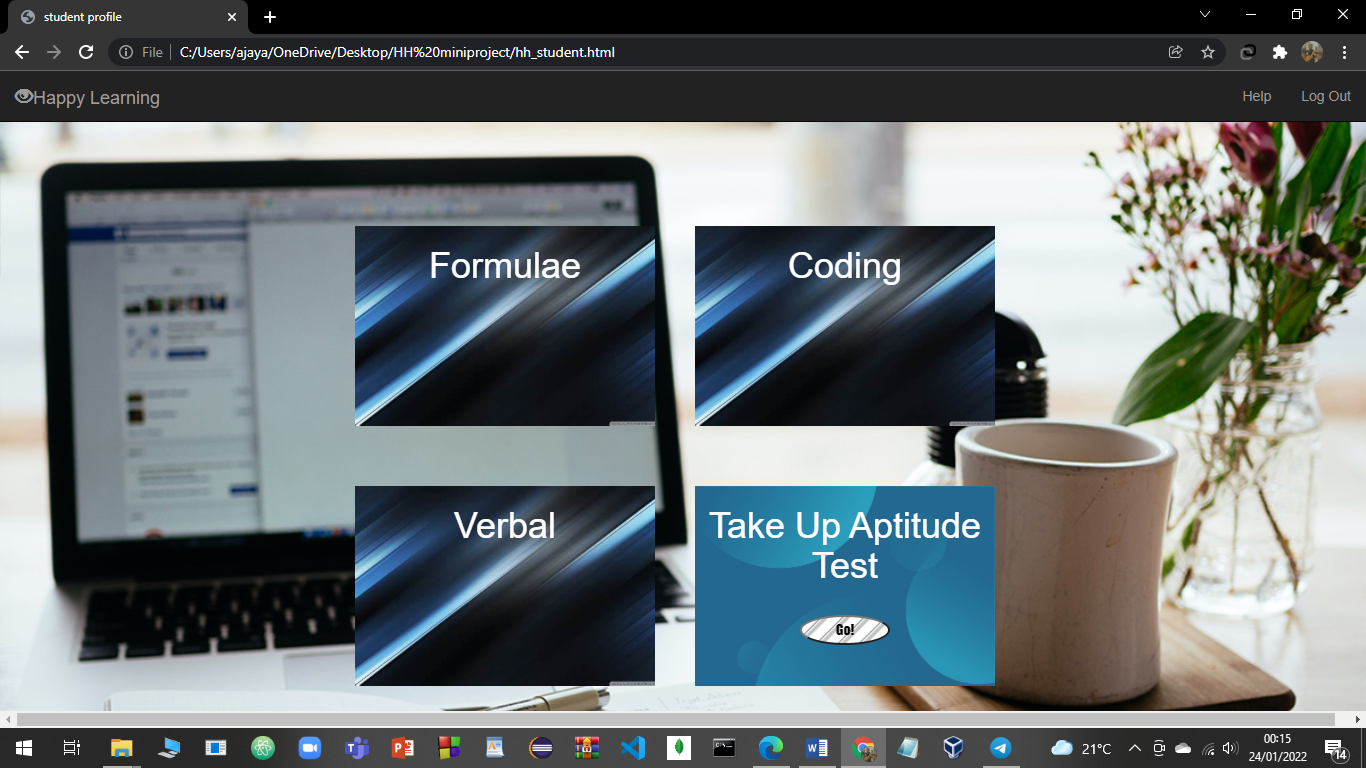 student profile
File C:/Users/ajaya/OneDrive/Desktop/HH%20miniproject/hh_student.html
Happy Learning
Help
Log Out
Formulae
Coding
Verbal
Take Up Aptitude
Test
Go!
21°C
00:15
24/01/2022
14